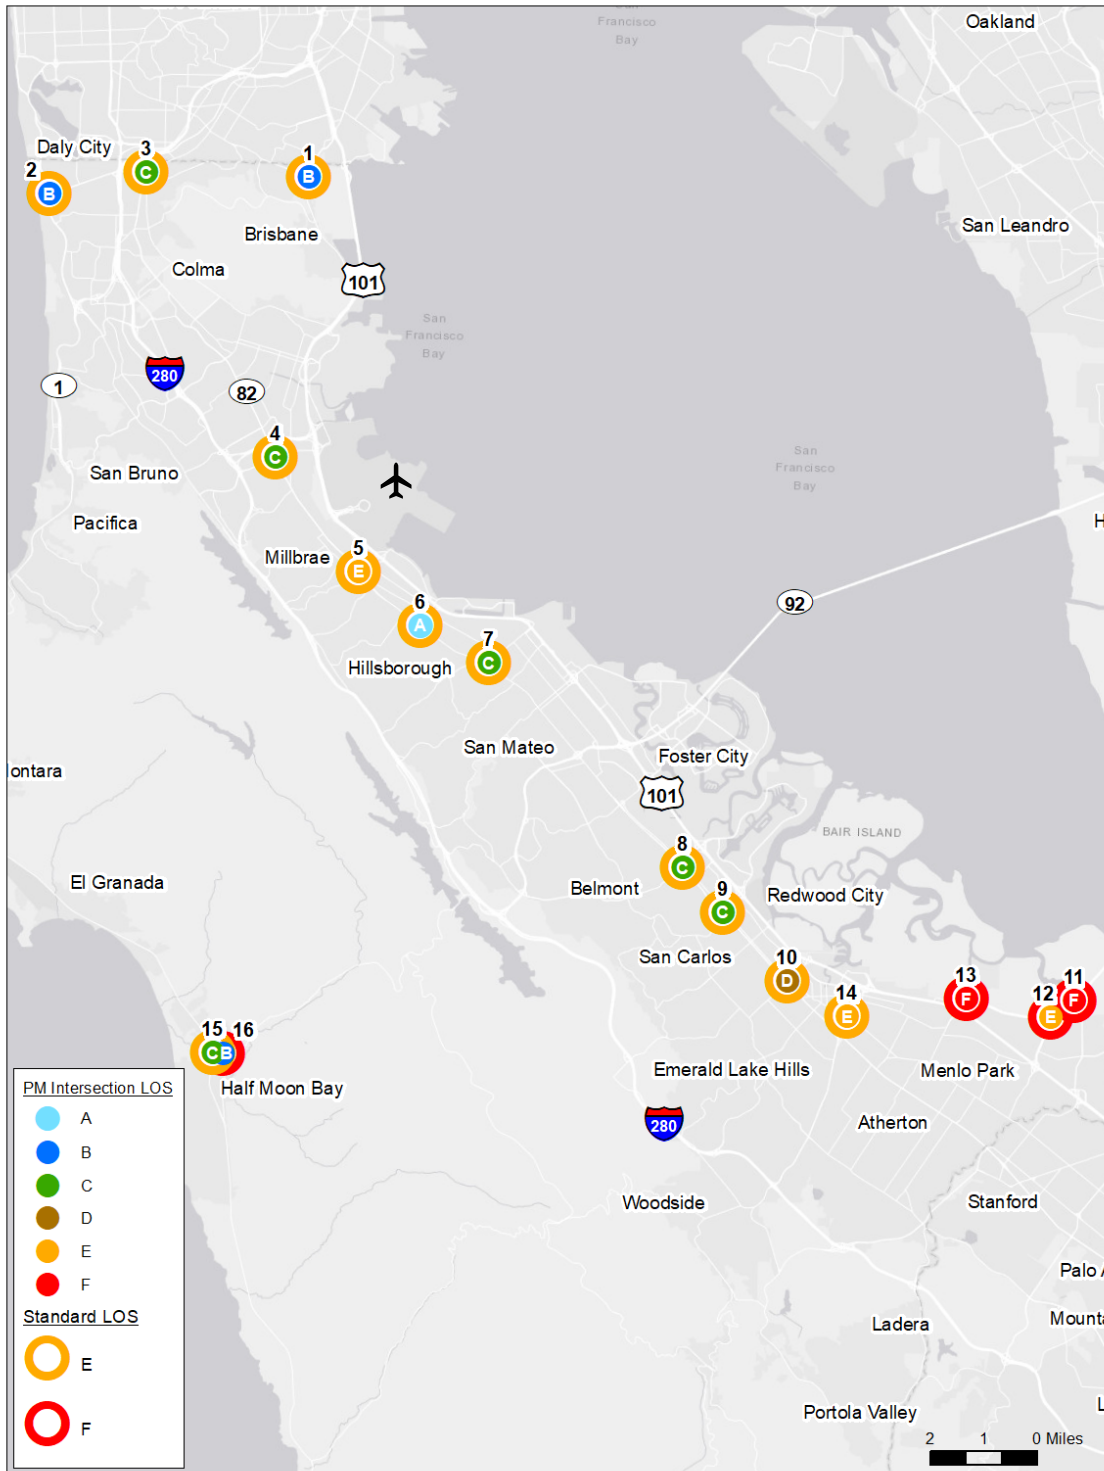 San
Francisco
Bay
Oakland
Daly City
3
1
2
C
B
B
San Leandro
Brisbane
Colma
101
San
Francisco
Bay
280
1
82
4
C
San
Francisco
Bay
San Bruno
Pacifica
H
5
Millbrae
E
6
92
A
7
C
Hillsborough
San Mateo
Foster City
Montara
101
BAIR ISLAND
8
C
El Granada
Belmont
9
Redwood City
C
San Carlos
10
D
13
11
14
12
F
F
E
E
15
16
C
B
Emerald Lake Hills
Menlo Park
Half Moon Bay
PM Intersection LOS
A
B
C
D
E
F
Standard LOS
E
F
280
Atherton
Woodside
Stanford
Palo A
Mounta
Ladera
Portola Valley
L
2 1 0 Miles